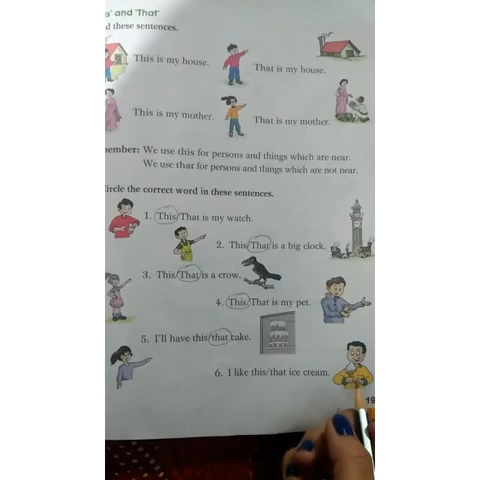 and 'That'
these sentences.
This is my house.
That is my house.
This is my mother.
That is my mother.
We use this for persons and things which are near.
We use that for persons and things which are not near.
the correct word in these sentences.
1. This/That is my watch.
2. This/That is a big clock.
3. This/That is a crow.
4. This/That is my pet.
5. I'll have this/that cake.
6. I like this/that ice cream.
19